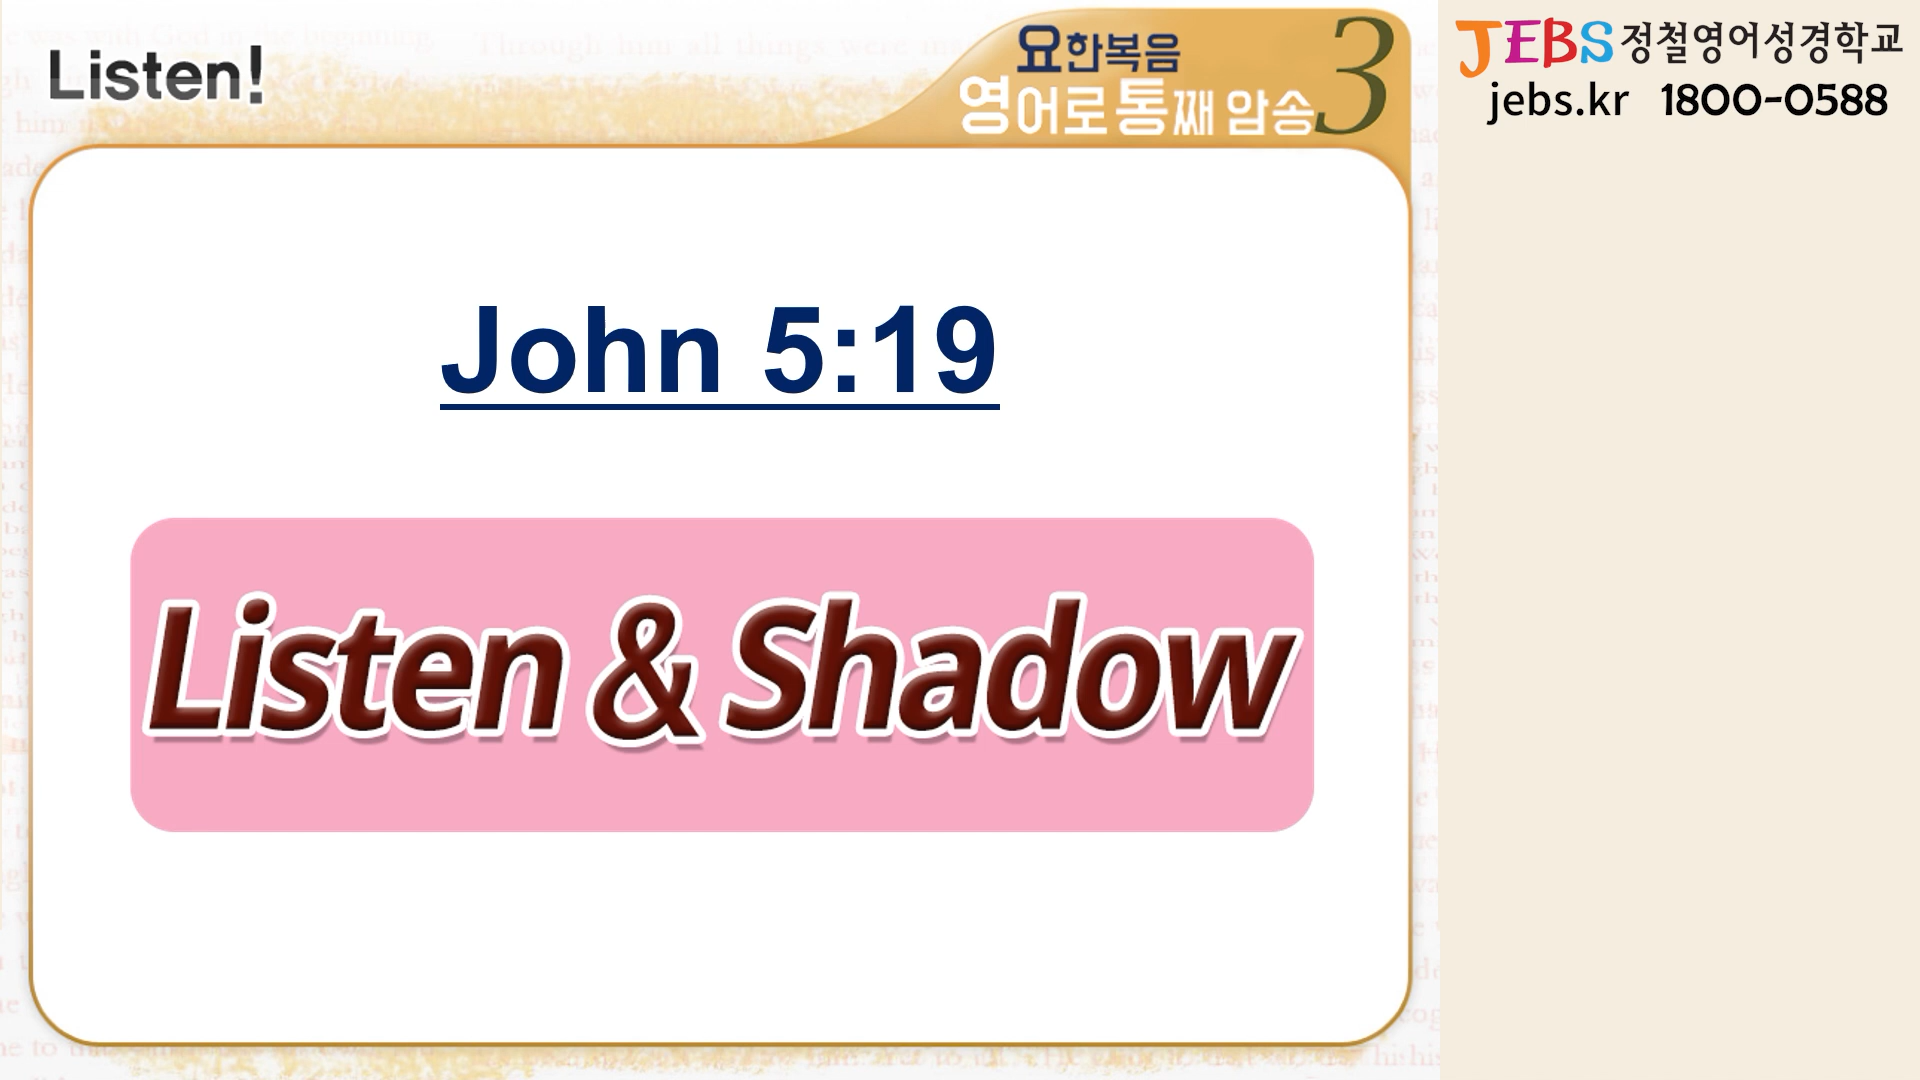 Listen!
요한복음
영어로 통째 암송 3
JEBS 정철영어성경학교
jebs.kr 1800-0588
John 5:19
Listen & Shadow